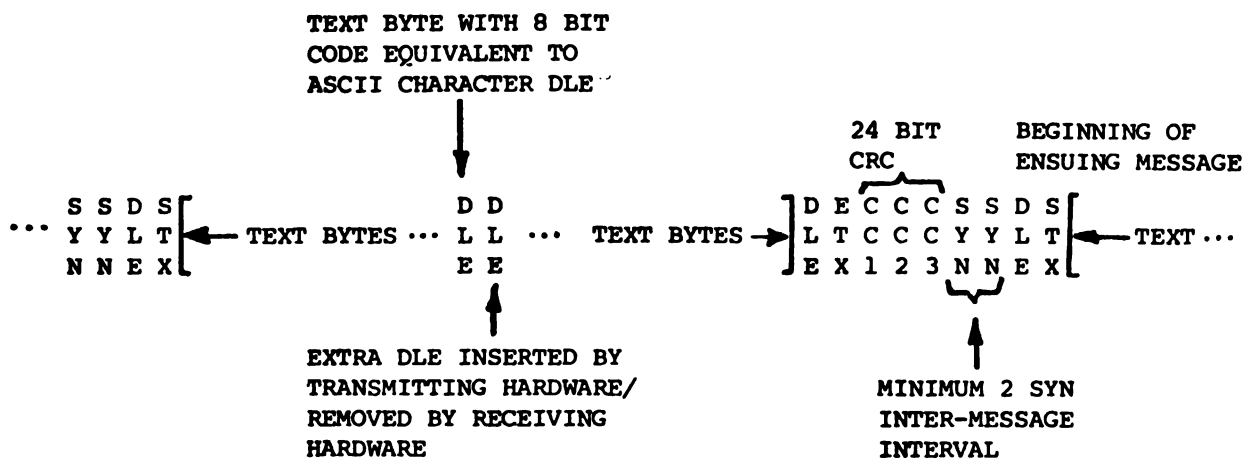 TEXT BYTE WITH 8 BIT
CODE EQUIVALENT TO
ASCII CHARACTER DLE
24 BIT
CRC
BEGINNING OF
ENSUING MESSAGE
S S D S D D D E C C C S S D S
... Y Y L T TEXT BYTES ... L L ... TEXT BYTES L T C C C Y Y L T TEXT ...
N N E X E E E X 1 2 3 N N E X
EXTRA DLE INSERTED BY
TRANSMITTING HARDWARE/
REMOVED BY RECEIVING
HARDWARE
MINIMUM 2 SYN
INTER-MESSAGE
INTERVAL